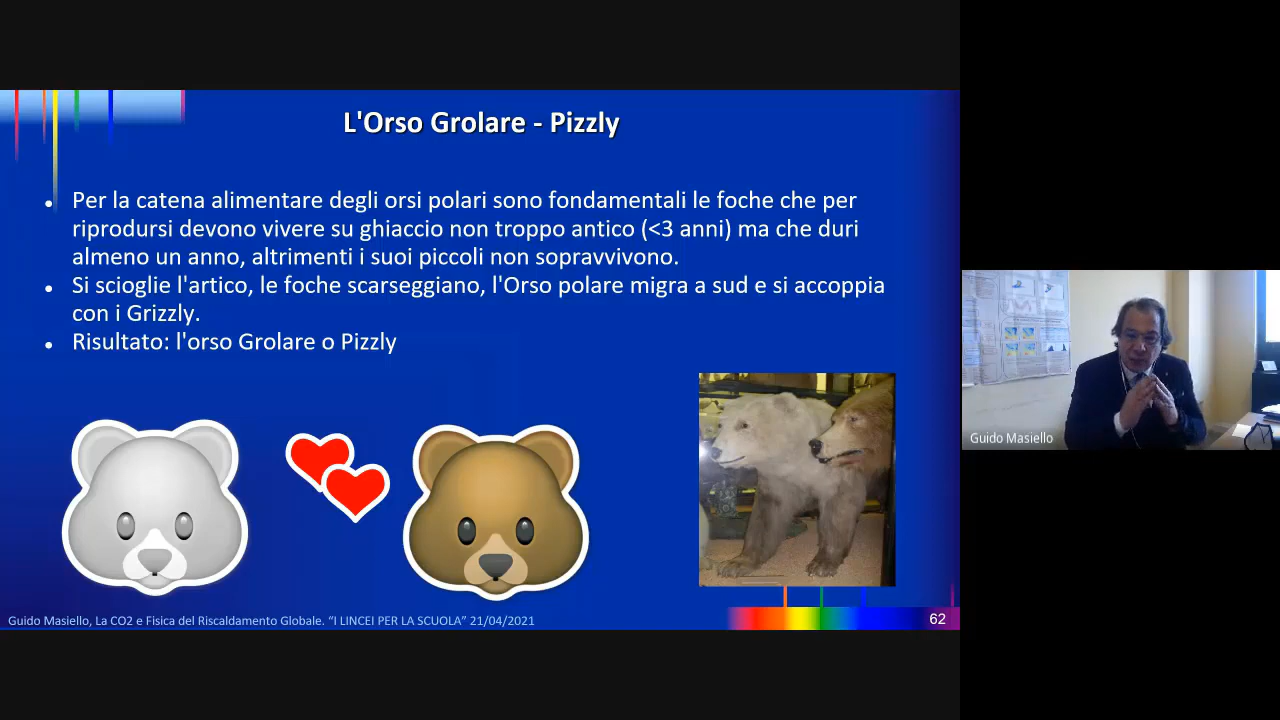 L'Orso Grolare - Pizzly
Per la catena alimentare degli orsi polari sono fondamentali le foche che per
riprodursi devono vivere su ghiaccio non troppo antico (<3 anni) ma che duri
almeno un anno, altrimenti i suoi piccoli non sopravvivono.
Si scioglie l'artico, le foche scarseggiano, l'Orso polare migra a sud e si accoppia
con i Grizzly.
Risultato: l'orso Grolare o Pizzly
Guido Masiello, La CO2 e Fisica del Riscaldamento Globale. “I LINCEI PER LA SCUOLA” 21/04/2021
62
Guido Masiello